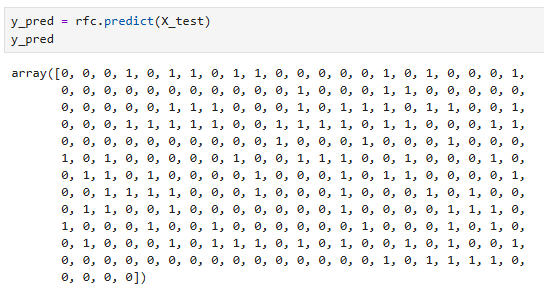 y_pred = rfc.predict(X_test)
y_pred
array([0, 0, 0, 1, 0, 1, 1, 0, 1, 1, 0, 0, 0, 0, 0, 1, 0, 1, 0, 0, 0, 1,
0, 0, 0, 0, 0, 0, 0, 0, 0, 0, 0, 1, 0, 0, 0, 1, 1, 0, 0, 0, 0, 0,
0, 0, 0, 0, 0, 1, 1, 1, 0, 0, 0, 1, 0, 1, 1, 1, 0, 1, 1, 0, 0, 1,
0, 0, 0, 1, 1, 1, 1, 1, 0, 0, 1, 1, 1, 1, 0, 1, 1, 0, 0, 0, 1, 1,
0, 0, 0, 0, 0, 0, 0, 0, 0, 0, 1, 0, 0, 0, 1, 0, 0, 0, 1, 0, 0, 0,
1, 0, 1, 0, 0, 0, 0, 0, 1, 0, 0, 1, 1, 1, 0, 0, 1, 0, 0, 0, 1, 0,
0, 1, 1, 0, 1, 0, 0, 0, 0, 1, 0, 0, 0, 1, 0, 1, 1, 0, 0, 0, 0, 1,
0, 0, 1, 1, 1, 1, 0, 0, 0, 1, 0, 0, 0, 1, 0, 0, 0, 1, 0, 1, 0, 0,
0, 1, 1, 0, 0, 1, 0, 0, 0, 0, 0, 0, 0, 1, 0, 0, 0, 0, 1, 1, 1, 0,
1, 0, 0, 0, 1, 0, 0, 1, 0, 0, 0, 0, 0, 0, 1, 0, 0, 0, 1, 0, 1, 0,
0, 1, 0, 0, 0, 1, 0, 1, 1, 1, 0, 1, 0, 1, 0, 0, 1, 0, 1, 0, 0, 1,
0, 0, 0, 0, 0, 0, 0, 0, 0, 0, 0, 0, 0, 0, 0, 1, 0, 1, 1, 1, 1, 0,
0, 0, 0, 0])